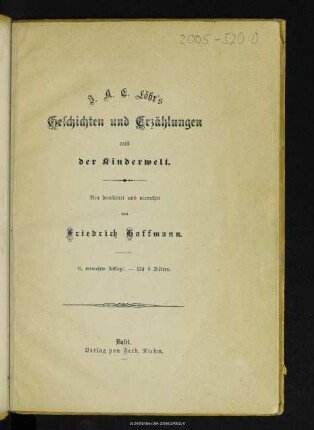 2005-520 0
J. A. C. Löhr's
Geschichten und Erzählungen
aus
der Kinderwelt.
Neu bearbeitet und vermehrt
von
Friedrich Hoffmann.
6. vermehrte Auflage. — Mit 8 Bildern.
Basel.
Verlag von Ferd. Riehm.